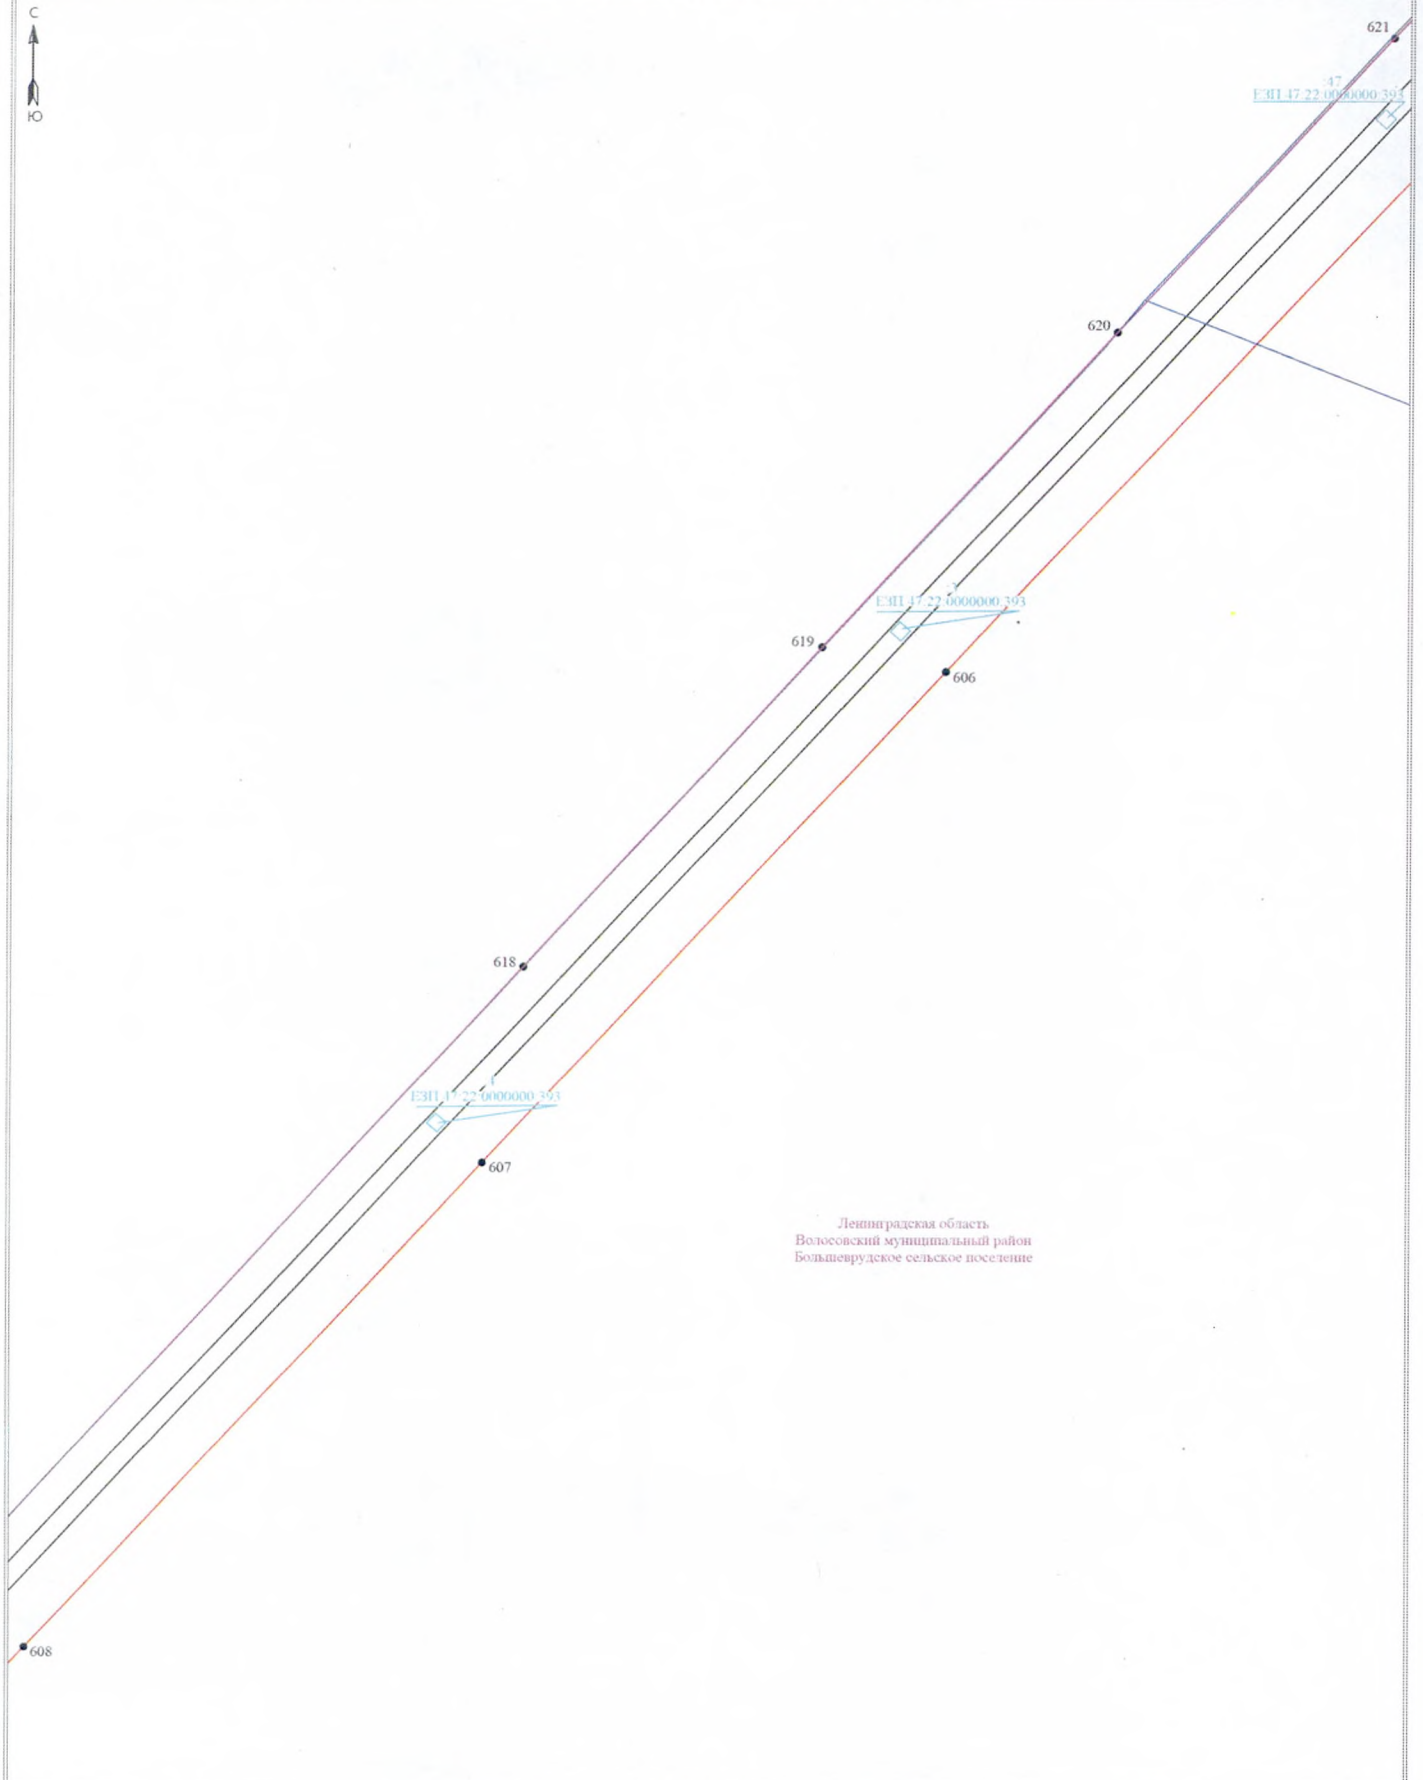 С
Ю
621
:47
ЕЗП 47:22:0000000:393
620
:3
ЕЗП 47:22:0000000:393
619
606
618
ЕЗП 47:22:0000000:393
607
Ленинградская область
Волосовский муниципальный район
Большеврудское сельское поселение
608